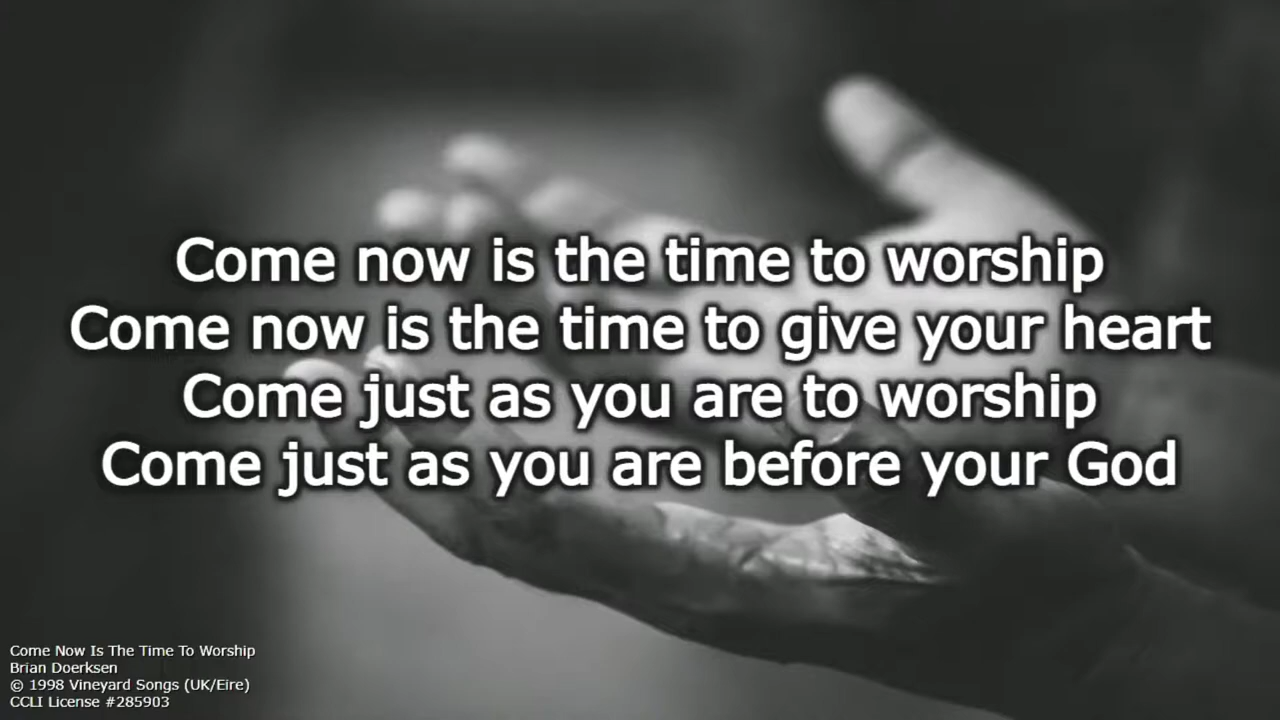 Come now is the time to worship
Come now is the time to give your heart
Come just as you are to worship
Come just as you are before your God
Come Now Is The Time To Worship
Brian Doerksen
© 1998 Vineyard Songs (UK/Eire)
CCLI License #285903